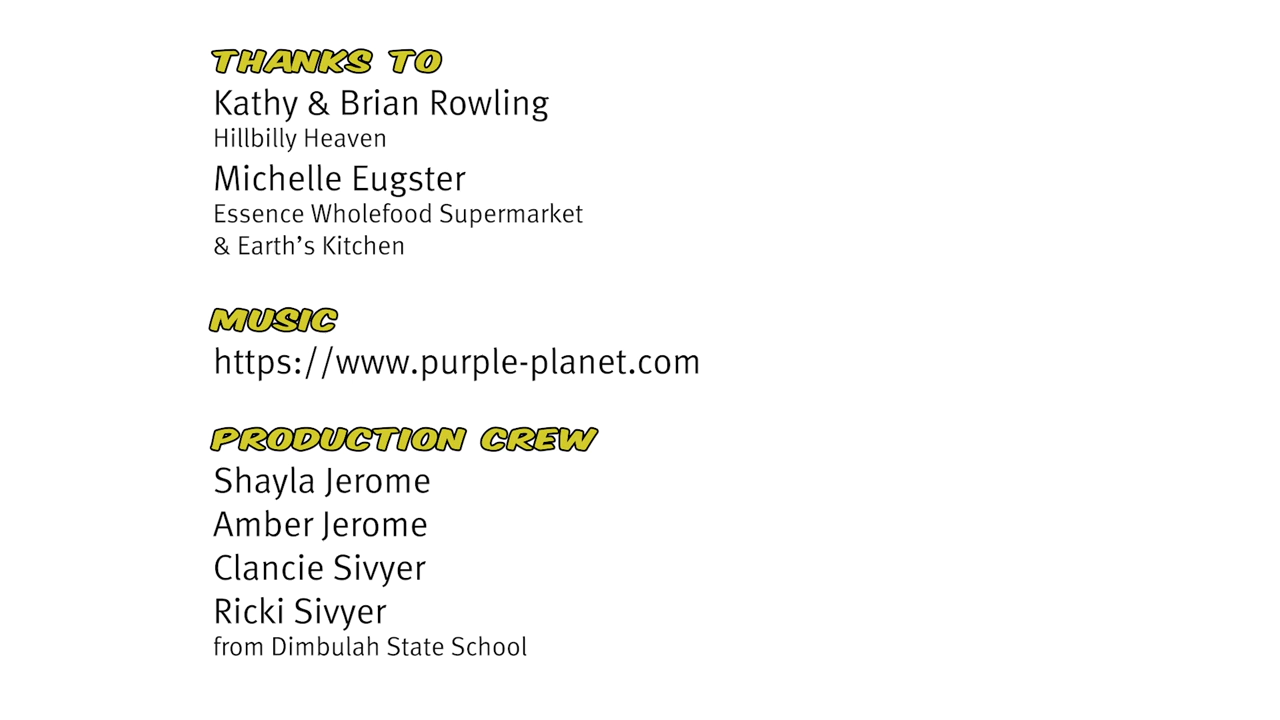 THANKS TO
Kathy & Brian Rowling
Hillbilly Heaven
Michelle Eugster
Essence Wholefood Supermarket
& Earth’s Kitchen
MUSIC
https://www.purple-planet.com
PRODUCTION CREW
Shayla Jerome
Amber Jerome
Clancie Sivyer
Ricki Sivyer
from Dimbulah State School